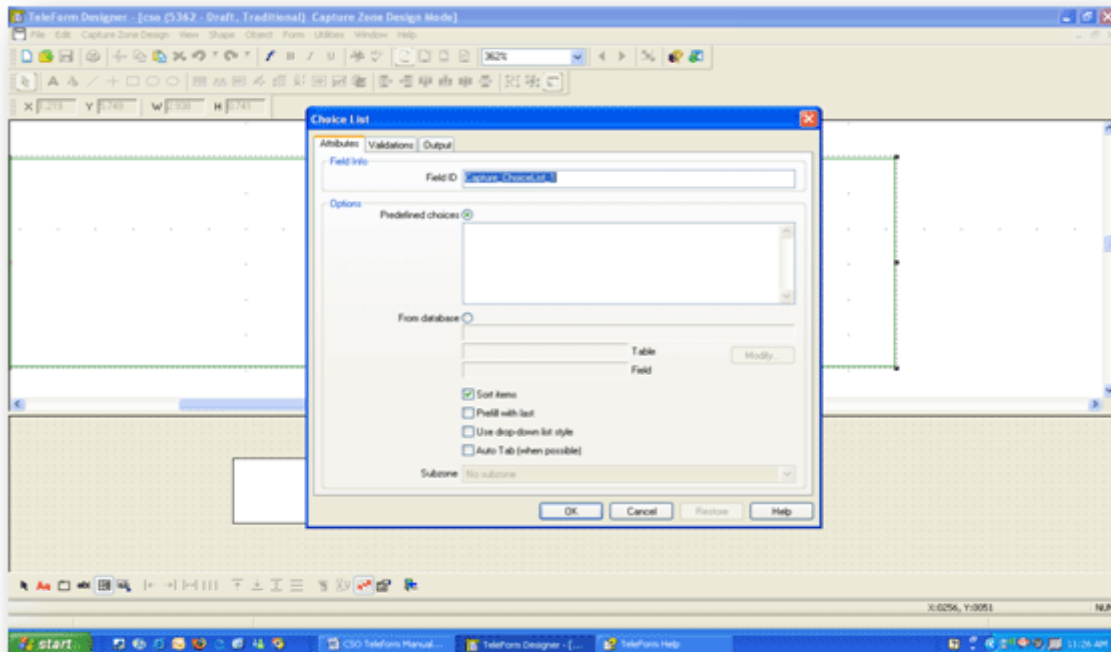 TeleForm Designer - [cso (5362 - Draft, Traditional) Capture Zone Design Mode]
File Edit Capture Zone Design View Shape Object Form Utilities Window Help
362%
X Y W H
Choice List
Attributes Validations Output
Field Info
Field ID
Options
Predefined choices
From database
Table
Modify...
Field
Sort items
Prefill with last
Use drop-down list style
Auto Tab (when possible)
Subzone No subzone
OK Cancel Restore Help
X:0256, Y:0051 NUM
start CSO TeleForm Manual... TeleForm Designer - [... TeleForm Help 11:26 AM